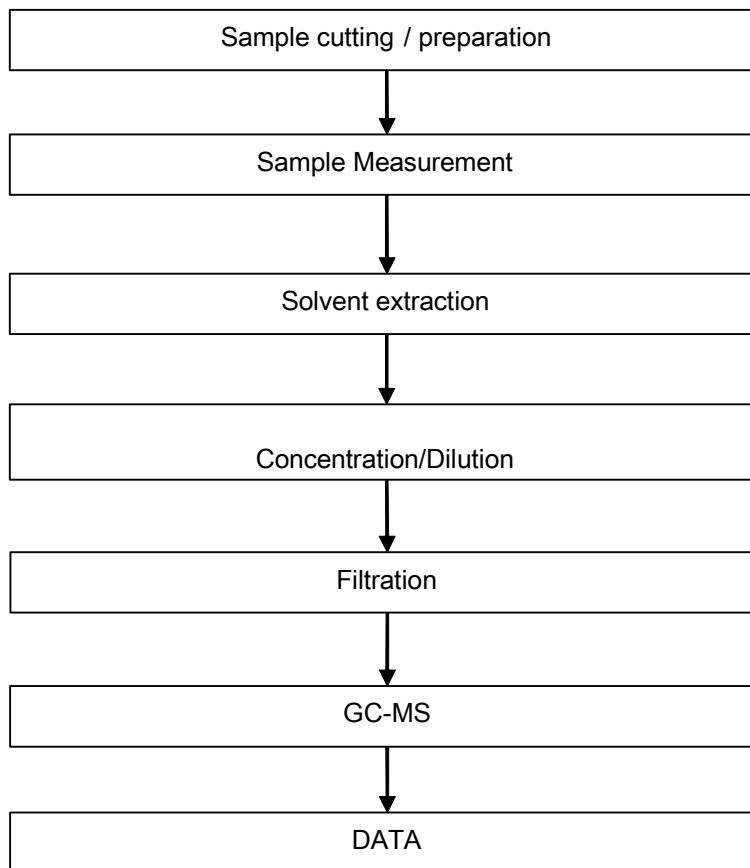 Sample cutting / preparation
Sample Measurement
Solvent extraction
Concentration/Dilution
Filtration
GC-MS
DATA